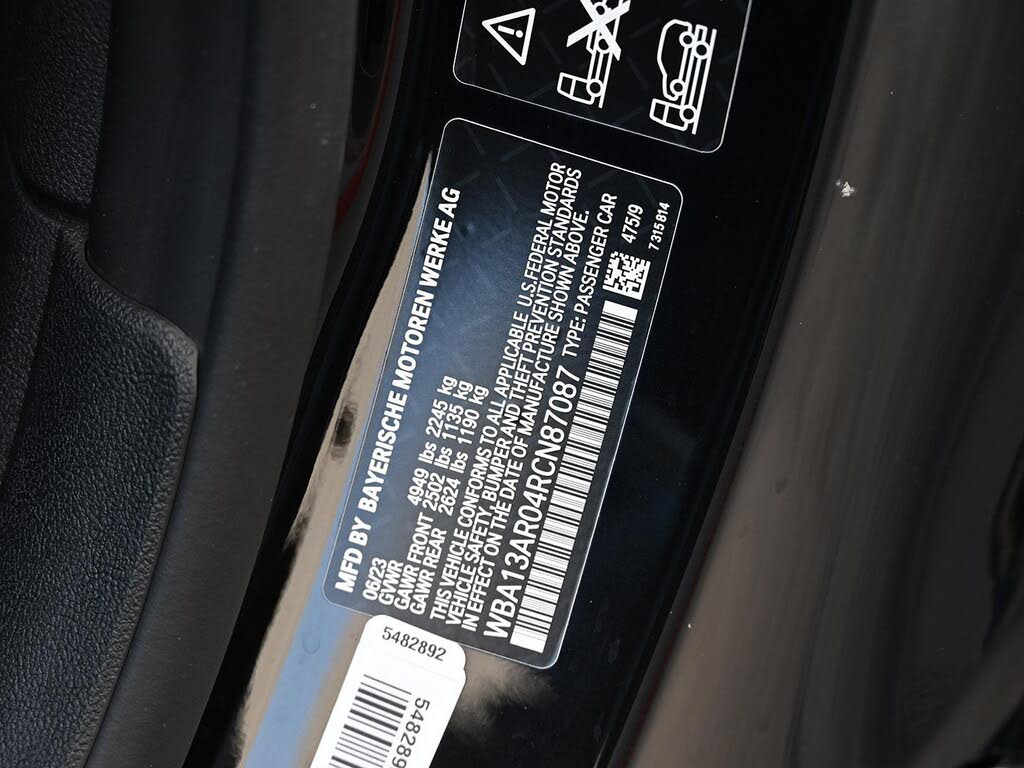 MFD BY BAYERISCHE MOTOREN WERKE AG
06/23
GVWR 4949 lbs 2245 kg
GAWR FRONT 2502 lbs 1135 kg
GAWR REAR 2624 lbs 1190 kg
THIS VEHICLE CONFORMS TO ALL APPLICABLE U.S.FEDERAL MOTOR
VEHICLE SAFETY, BUMPER AND THEFT PREVENTION STANDARDS
IN EFFECT ON THE DATE OF MANUFACTURE SHOWN ABOVE.
WBA13AR04RCN87087 TYPE: PASSENGER CAR
475/9
7 315 814
5482892
548289